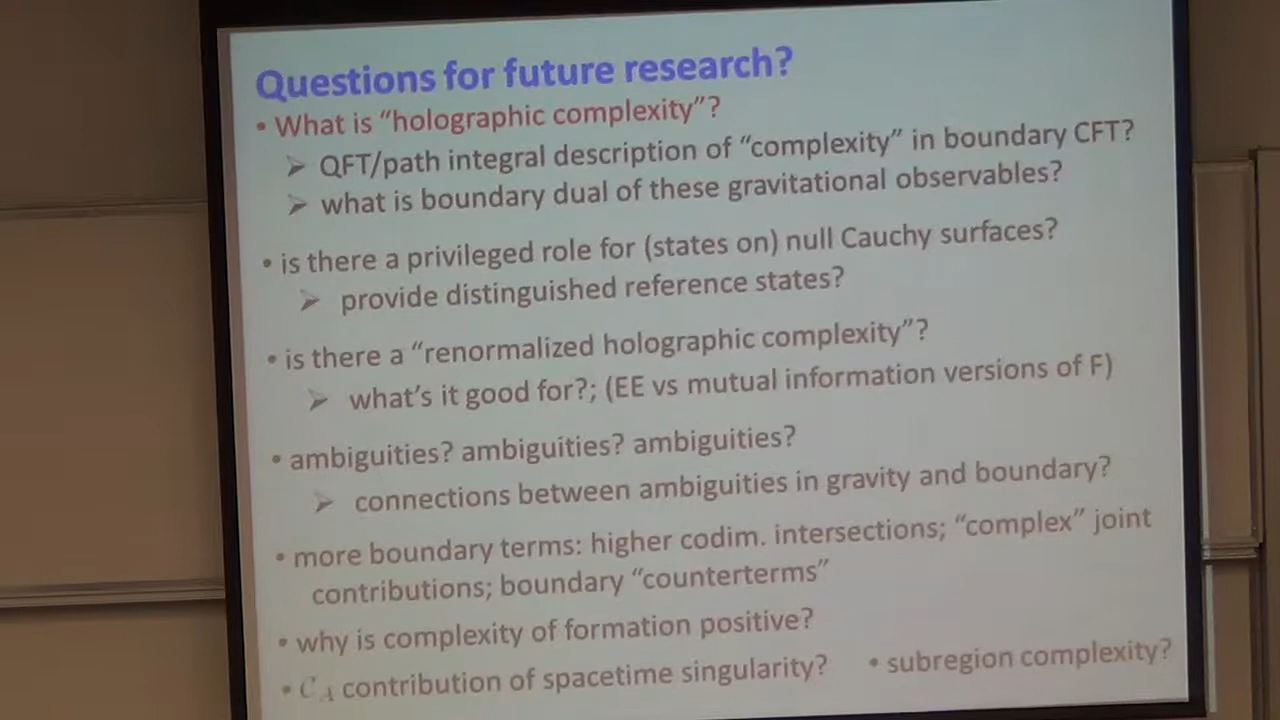 Questions for future research?
• What is “holographic complexity”?
➢ QFT/path integral description of “complexity” in boundary CFT?
➢ what is boundary dual of these gravitational observables?
• is there a privileged role for (states on) null Cauchy surfaces?
➢ provide distinguished reference states?
• is there a “renormalized holographic complexity”?
➢ what’s it good for?; (EE vs mutual information versions of F)
• ambiguities? ambiguities? ambiguities?
➢ connections between ambiguities in gravity and boundary?
• more boundary terms: higher codim. intersections; “complex” joint
contributions; boundary “counterterms”
• why is complexity of formation positive?
• C_A contribution of spacetime singularity? • subregion complexity?